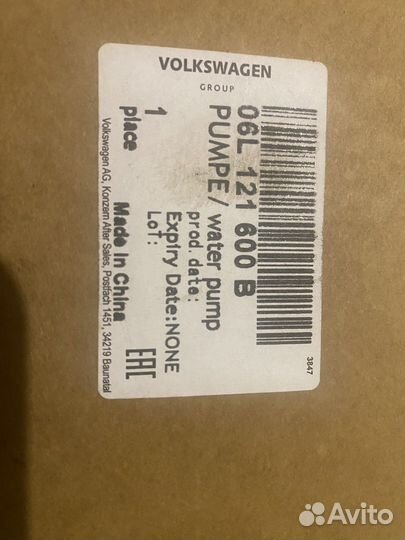 VOLKSWAGEN
GROUP
06L 121 600 B
PUMPE/ water pump
prod. date:
Expiry Date:NONE
Lot:
1
place
Made in China
EAC
Volkswagen AG, Konzern After Sales, Postfach 1451, 34219 Baunatal
3847
Avito